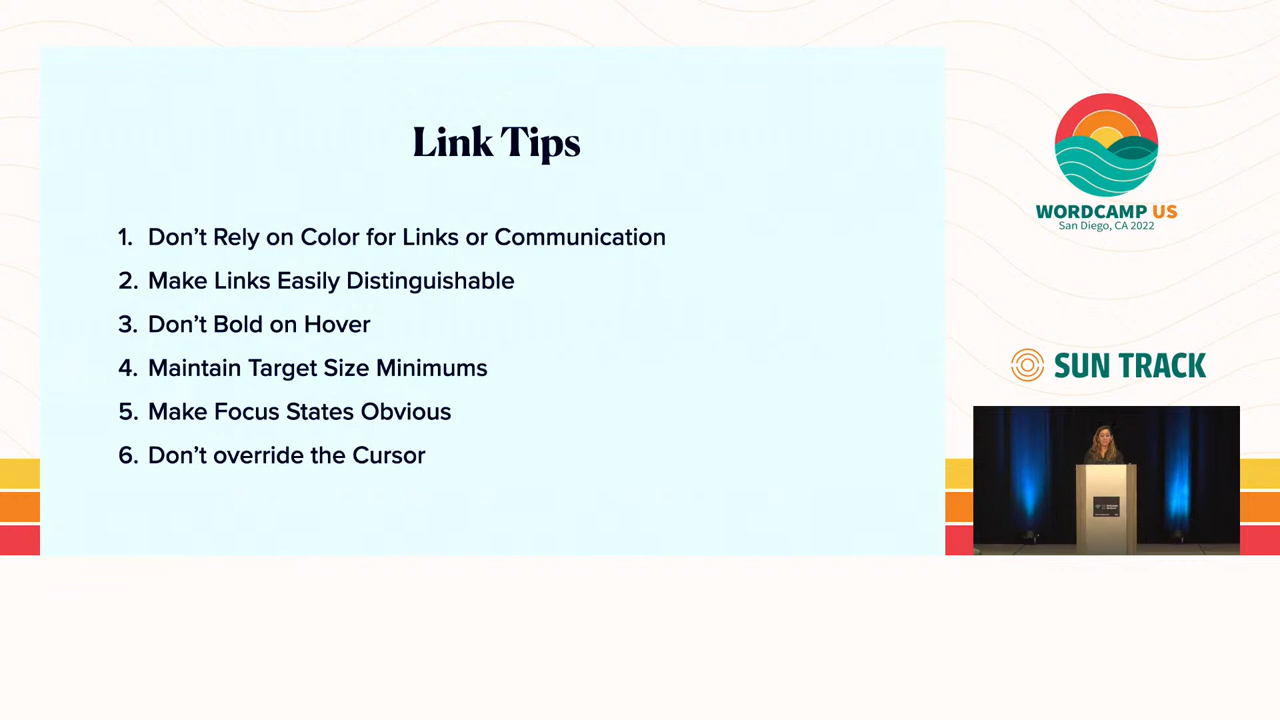 Link Tips
1. Don’t Rely on Color for Links or Communication
2. Make Links Easily Distinguishable
3. Don’t Bold on Hover
4. Maintain Target Size Minimums
5. Make Focus States Obvious
6. Don’t override the Cursor
WORDCAMP US
San Diego, CA 2022
SUN TRACK